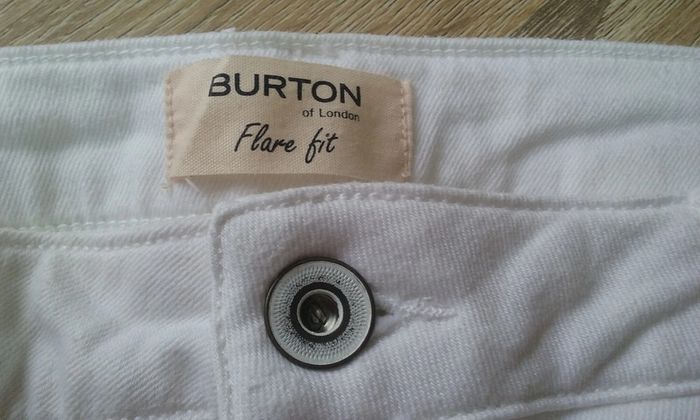 BURTON
of London
Flare fit